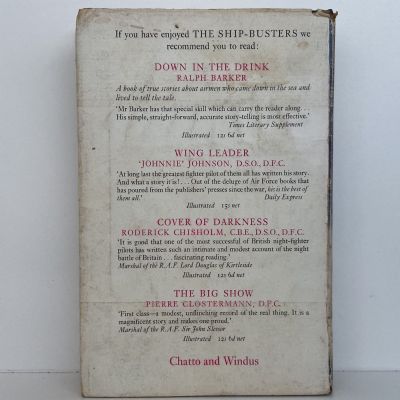 If you have enjoyed THE SHIP-BUSTERS we
recommend you to read:
DOWN IN THE DRINK
RALPH BARKER
A book of true stories about airmen who came down in the sea and
lived to tell the tale.
'Mr Barker has that special skill which can carry the reader along. . .
His simple, straight-forward, accurate story-telling is most effective.'
Times Literary Supplement
Illustrated 12s 6d net
WING LEADER
'JOHNNIE' JOHNSON, D.S.O., D.F.C.
'At long last the greatest fighter pilot of them all has written his story.
And what a story it is! . . . Out of the deluge of Air Force books that
has poured from the publishers' presses since the war, his is the best of
them all.' Daily Express
Illustrated 15s net
COVER OF DARKNESS
RODERICK CHISHOLM, C.B.E., D.S.O., D.F.C.
'It is good that one of the most successful of British night-fighter
pilots has written such an intimate and modest account of the night
battle of Britain . . . fascinating reading.'
Marshal of the R.A.F. Lord Douglas of Kirtleside
Illustrated 12s 6d net
THE BIG SHOW
PIERRE CLOSTERMANN, D.F.C.
'First class—a modest, unflinching record of the real thing. It is a
magnificent story and makes one proud.'
Marshal of the R.A.F. Sir John Slessor
Illustrated 12s 6d net
Chatto and Windus